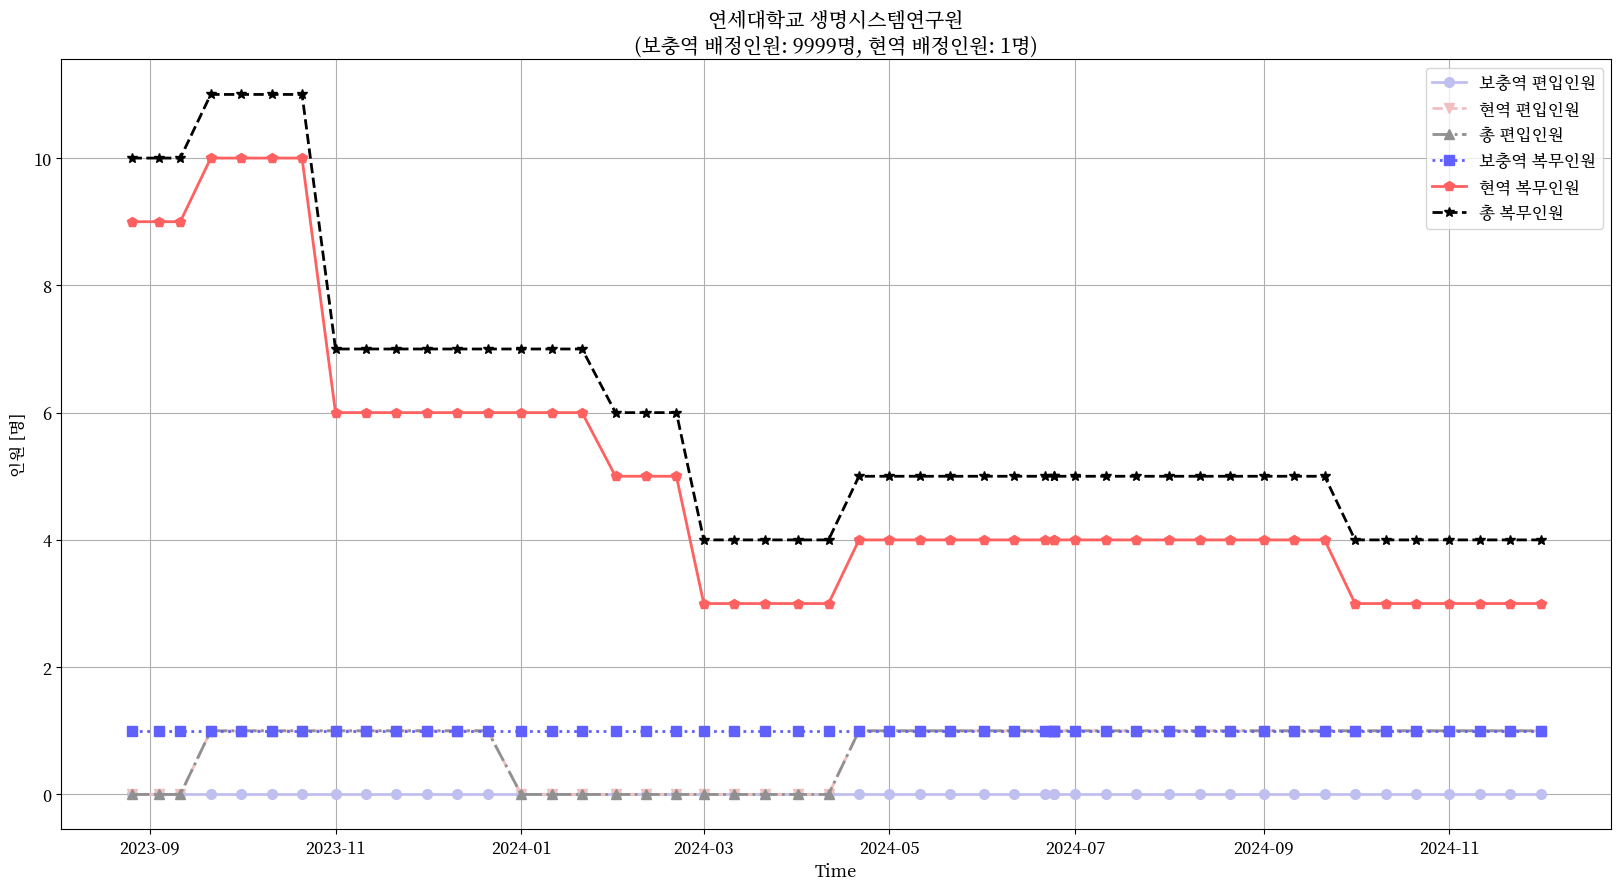 연세대학교 생명시스템연구원
(보충역 배정인원: 9999명, 현역 배정인원: 1명)
보충역 편입인원
현역 편입인원
총 편입인원
보충역 복무인원
현역 복무인원
총 복무인원
인원 [명]
10
8
6
4
2
0
2023-09
2023-11
2024-01
2024-03
2024-05
2024-07
2024-09
2024-11
Time